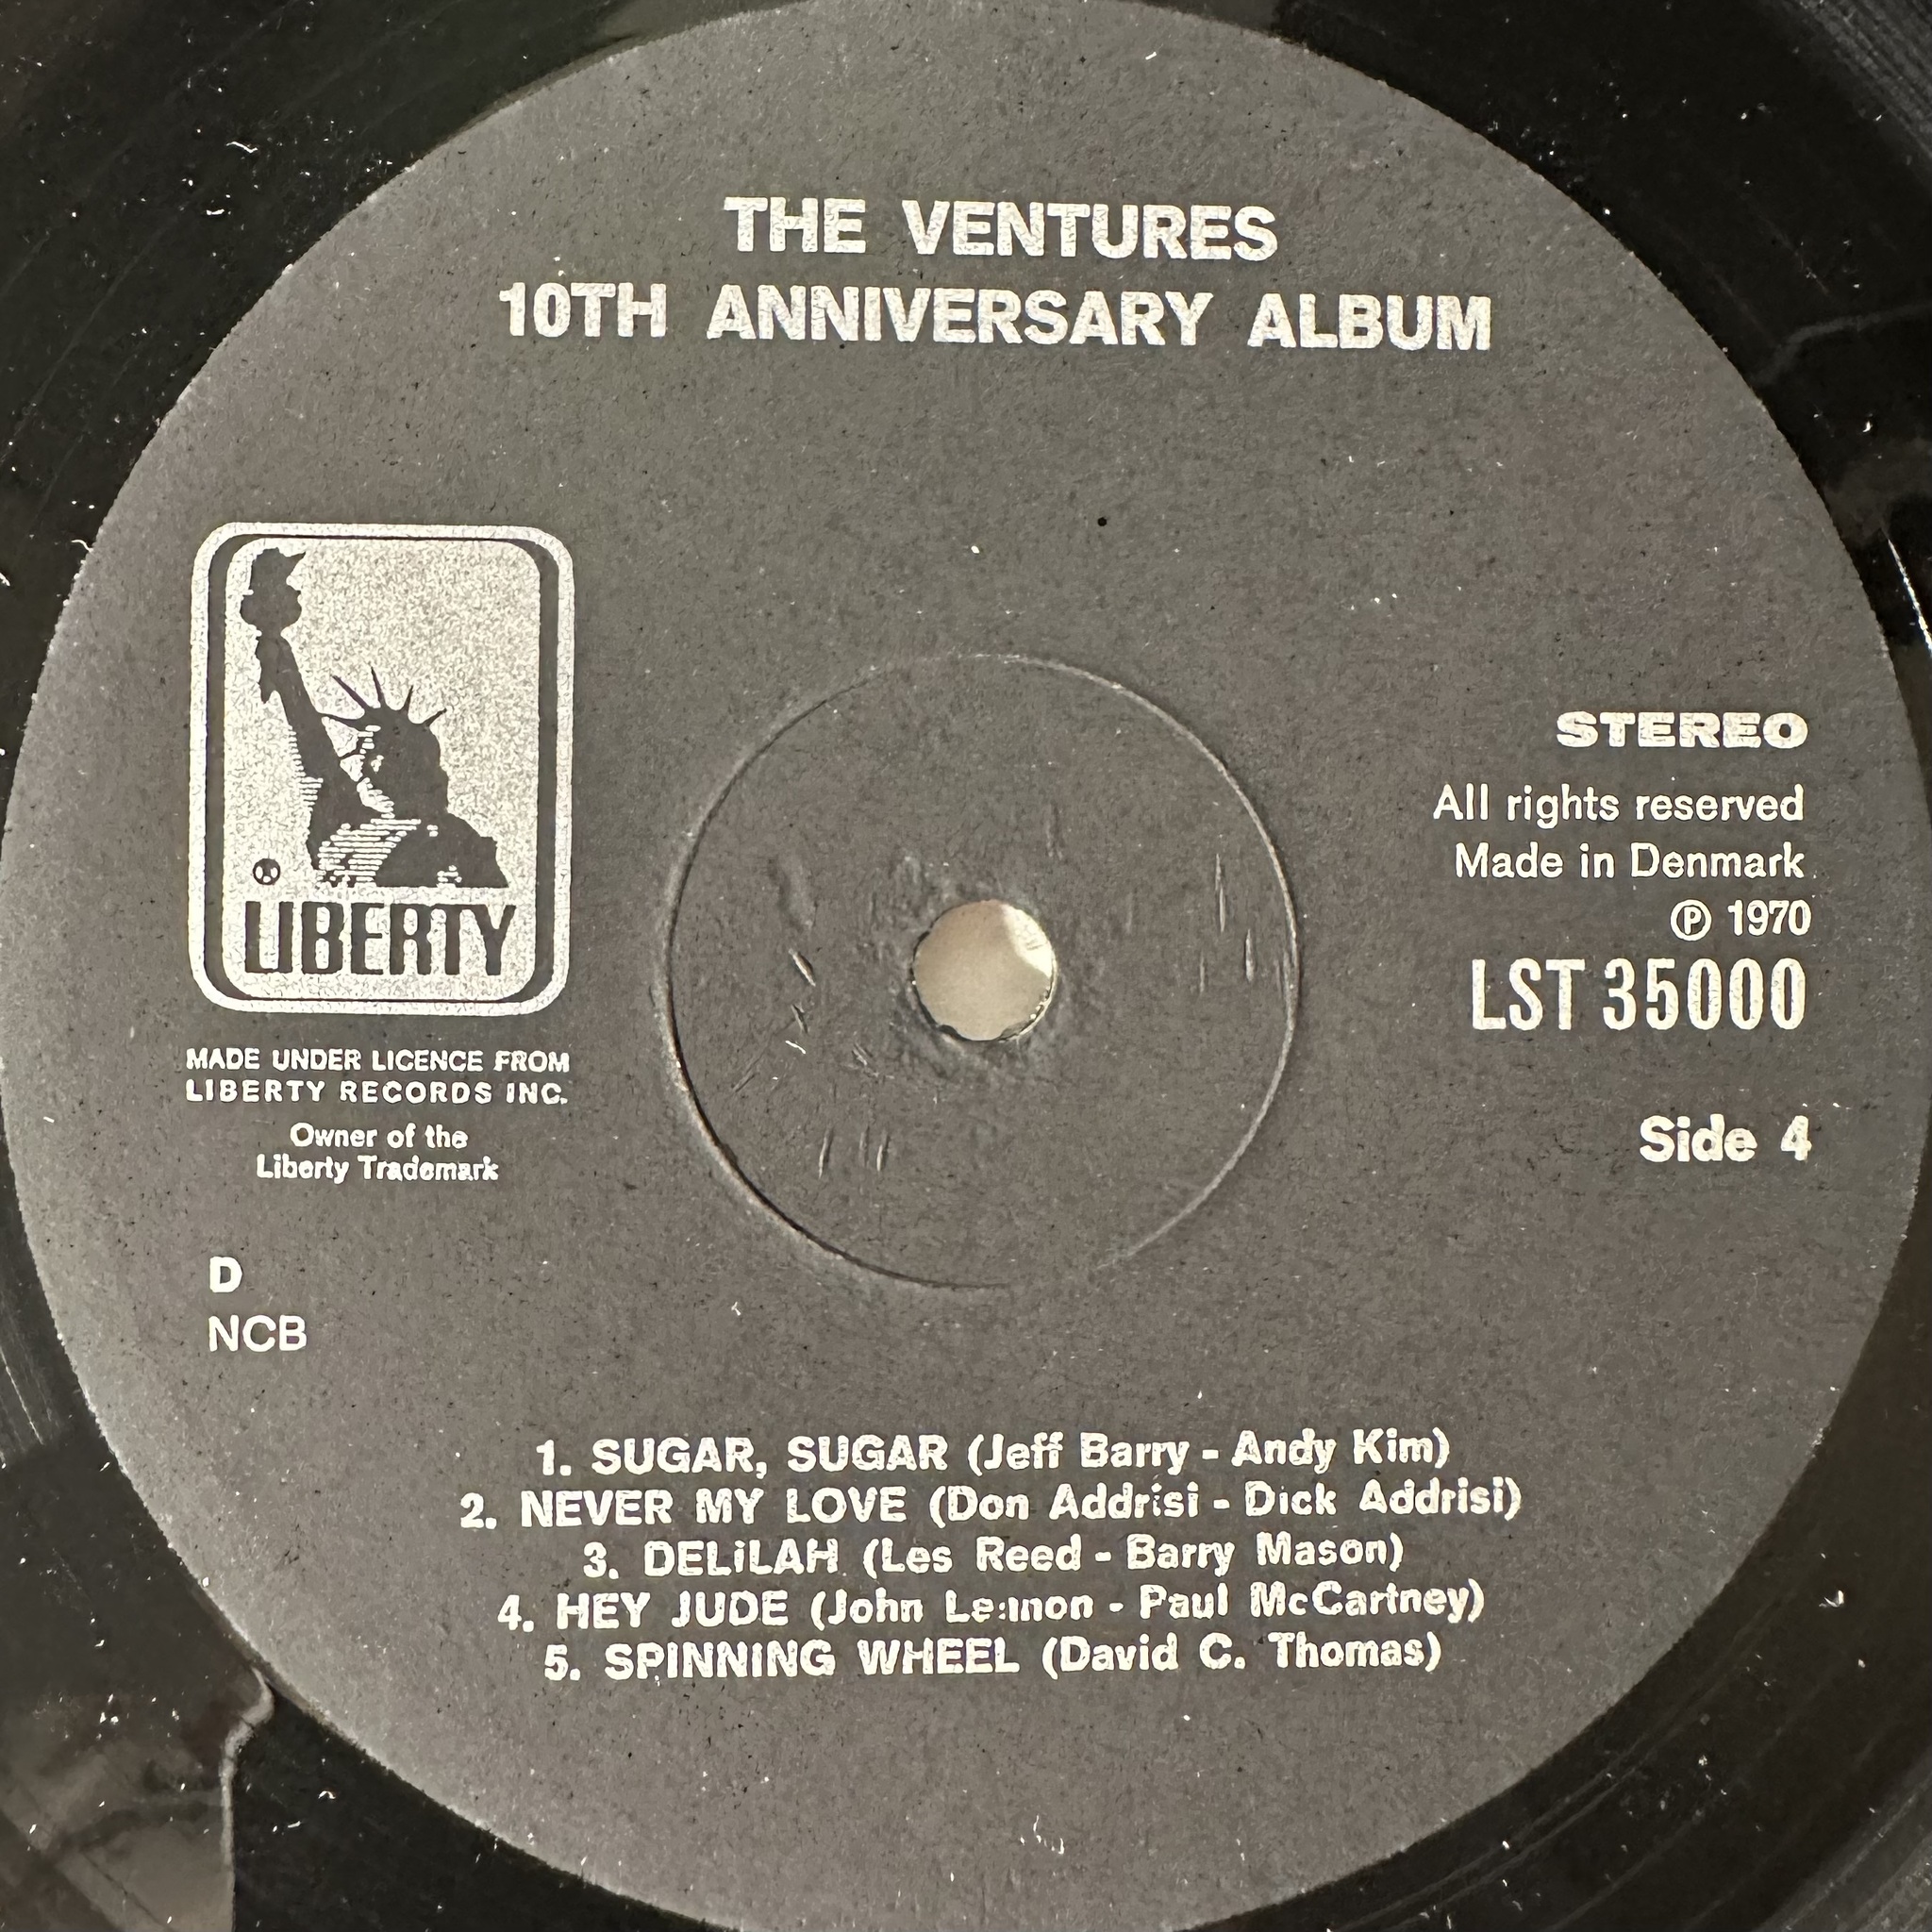 THE VENTURES
10TH ANNIVERSARY ALBUM
LIBERTY
MADE UNDER LICENCE FROM
LIBERTY RECORDS INC.
Owner of the
Liberty Trademark
D
NCB
STEREO
All rights reserved
Made in Denmark
℗ 1970
LST 35000
Side 4
1. SUGAR, SUGAR (Jeff Barry - Andy Kim)
2. NEVER MY LOVE (Don Addrisi - Dick Addrisi)
3. DELILAH (Les Reed - Barry Mason)
4. HEY JUDE (John Lennon - Paul McCartney)
5. SPINNING WHEEL (David C. Thomas)